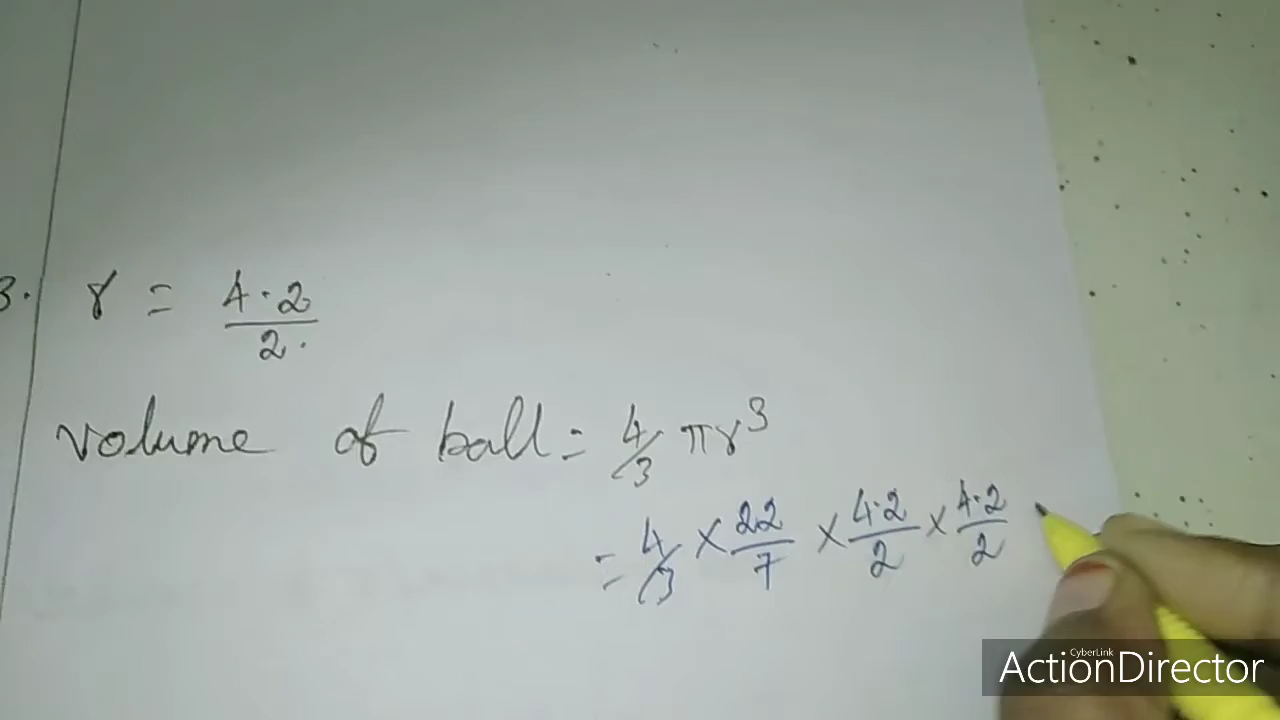 3. r = 4.2/2.
volume of ball = 4/3 πr³
= 4/3 × 22/7 × 4.2/2 × 4.2/2
CyberLink
ActionDirector